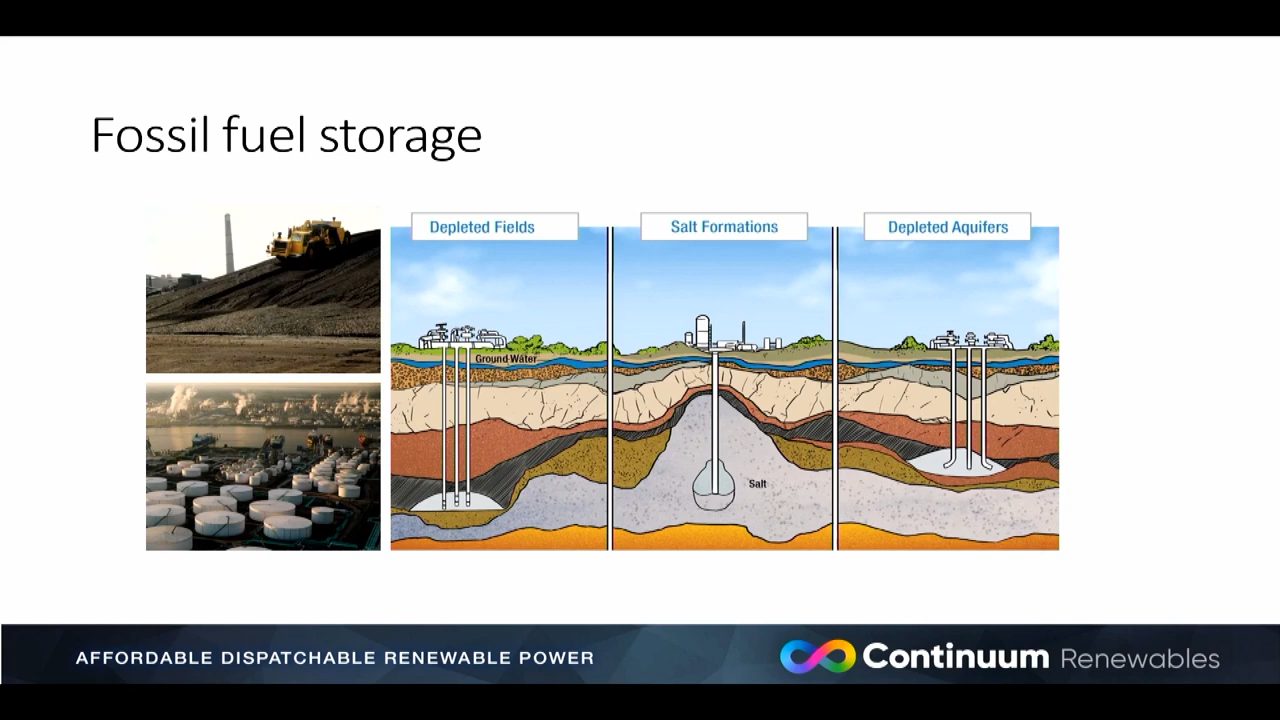 Fossil fuel storage
Depleted Fields
Salt Formations
Depleted Aquifers
Ground Water
Salt
AFFORDABLE DISPATCHABLE RENEWABLE POWER
Continuum Renewables